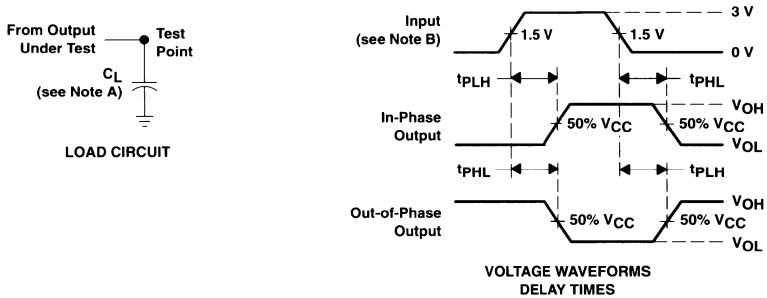 From Output
Under Test
Test
Point
CL
(see Note A)
LOAD CIRCUIT
Input
(see Note B)
1.5 V
1.5 V
3 V
0 V
tPLH
tPHL
In-Phase
Output
50% VCC
50% VCC
VOH
VOL
tPHL
tPLH
Out-of-Phase
Output
50% VCC
50% VCC
VOH
VOL
VOLTAGE WAVEFORMS
DELAY TIMES